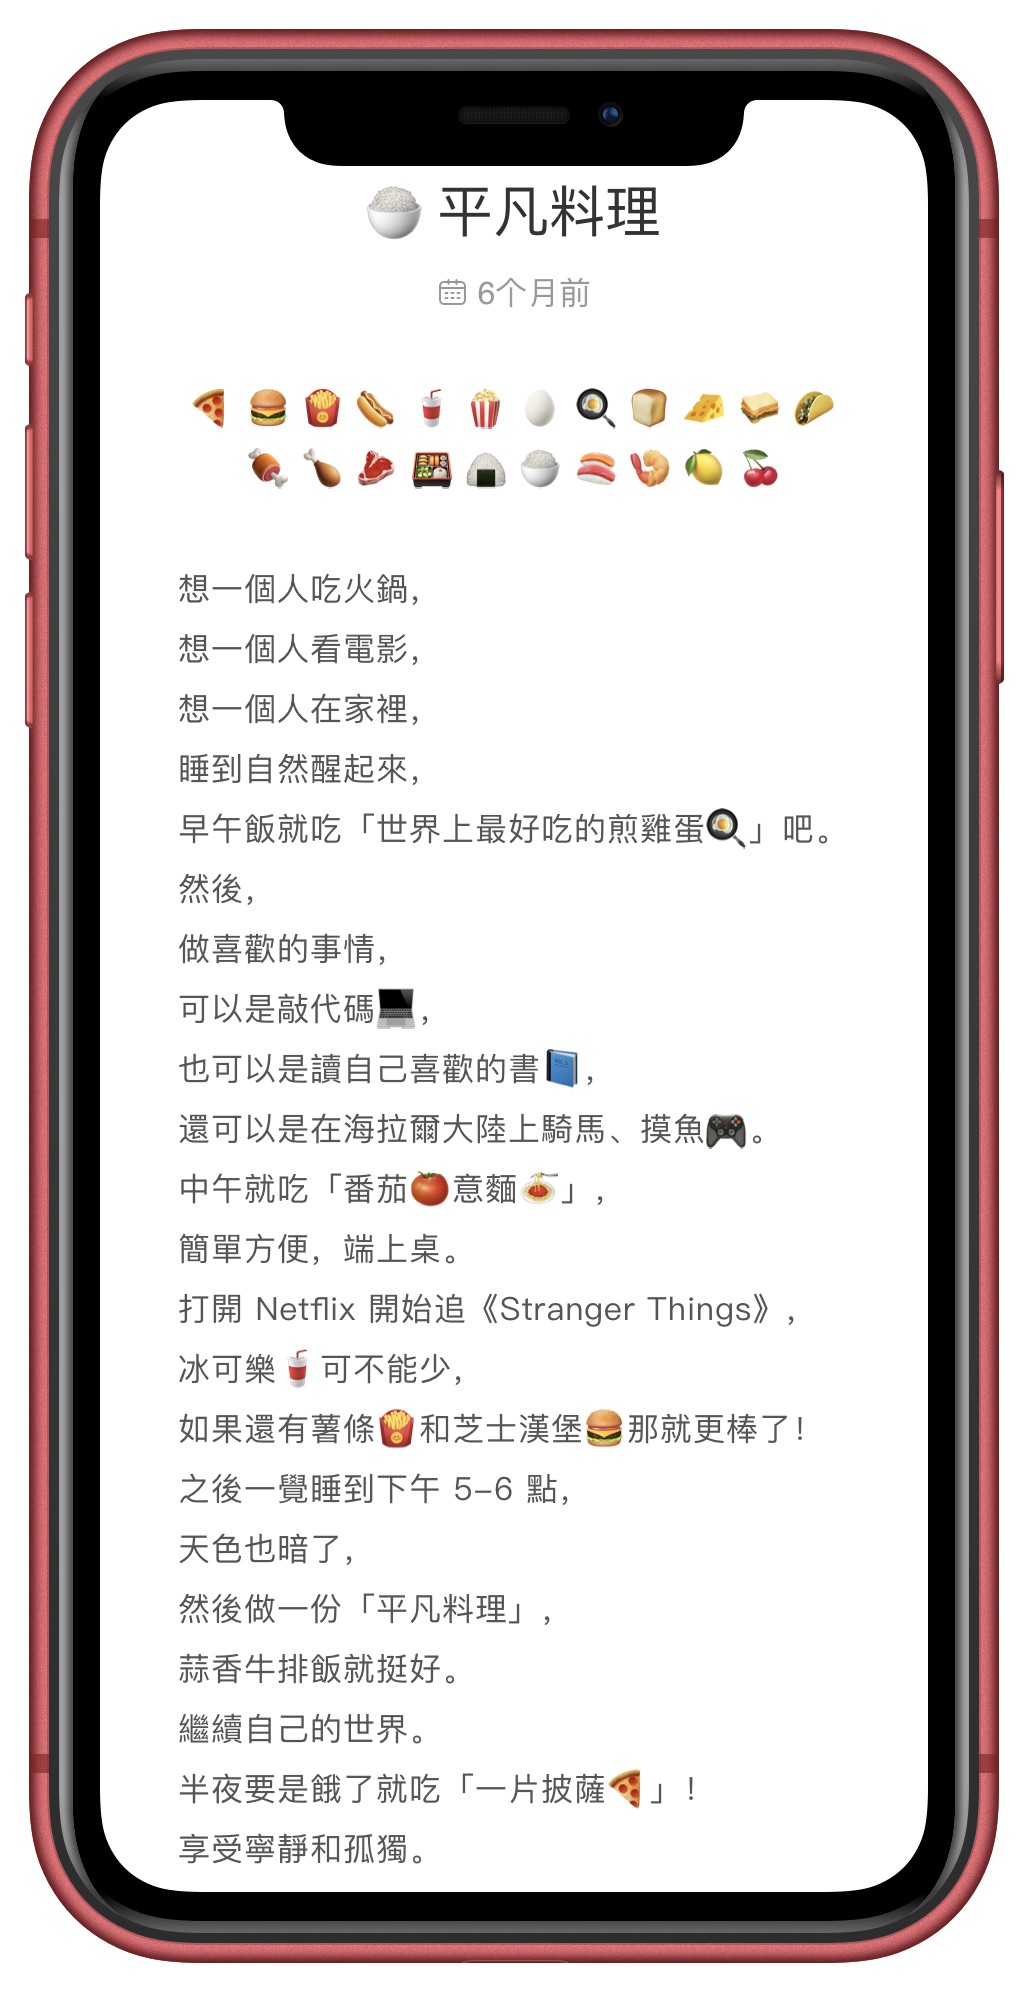 🍚 平凡料理
6个月前
🍕 🍔 🍟 🌭 🥤 🍿 🥚 🍳 🍞 🧀 🥪 🌮
🍖 🍗 🥩 🍱 🍙 🍚 🍣 🍤 🍋 🍒
想一個人吃火鍋，
想一個人看電影，
想一個人在家裡，
睡到自然醒起來，
早午飯就吃「世界上最好吃的煎雞蛋🍳」吧。
然後，
做喜歡的事情，
可以是敲代碼💻，
也可以是讀自己喜歡的書📘，
還可以是在海拉爾大陸上騎馬、摸魚🎮。
中午就吃「番茄🍅意麵🍝」，
簡單方便，端上桌。
打開 Netflix 開始追《Stranger Things》，
冰可樂🥤可不能少，
如果還有薯條🍟和芝士漢堡🍔那就更棒了！
之後一覺睡到下午 5–6 點，
天色也暗了，
然後做一份「平凡料理」，
蒜香牛排飯就挺好。
繼續自己的世界。
半夜要是餓了就吃「一片披薩🍕」！
享受寧靜和孤獨。